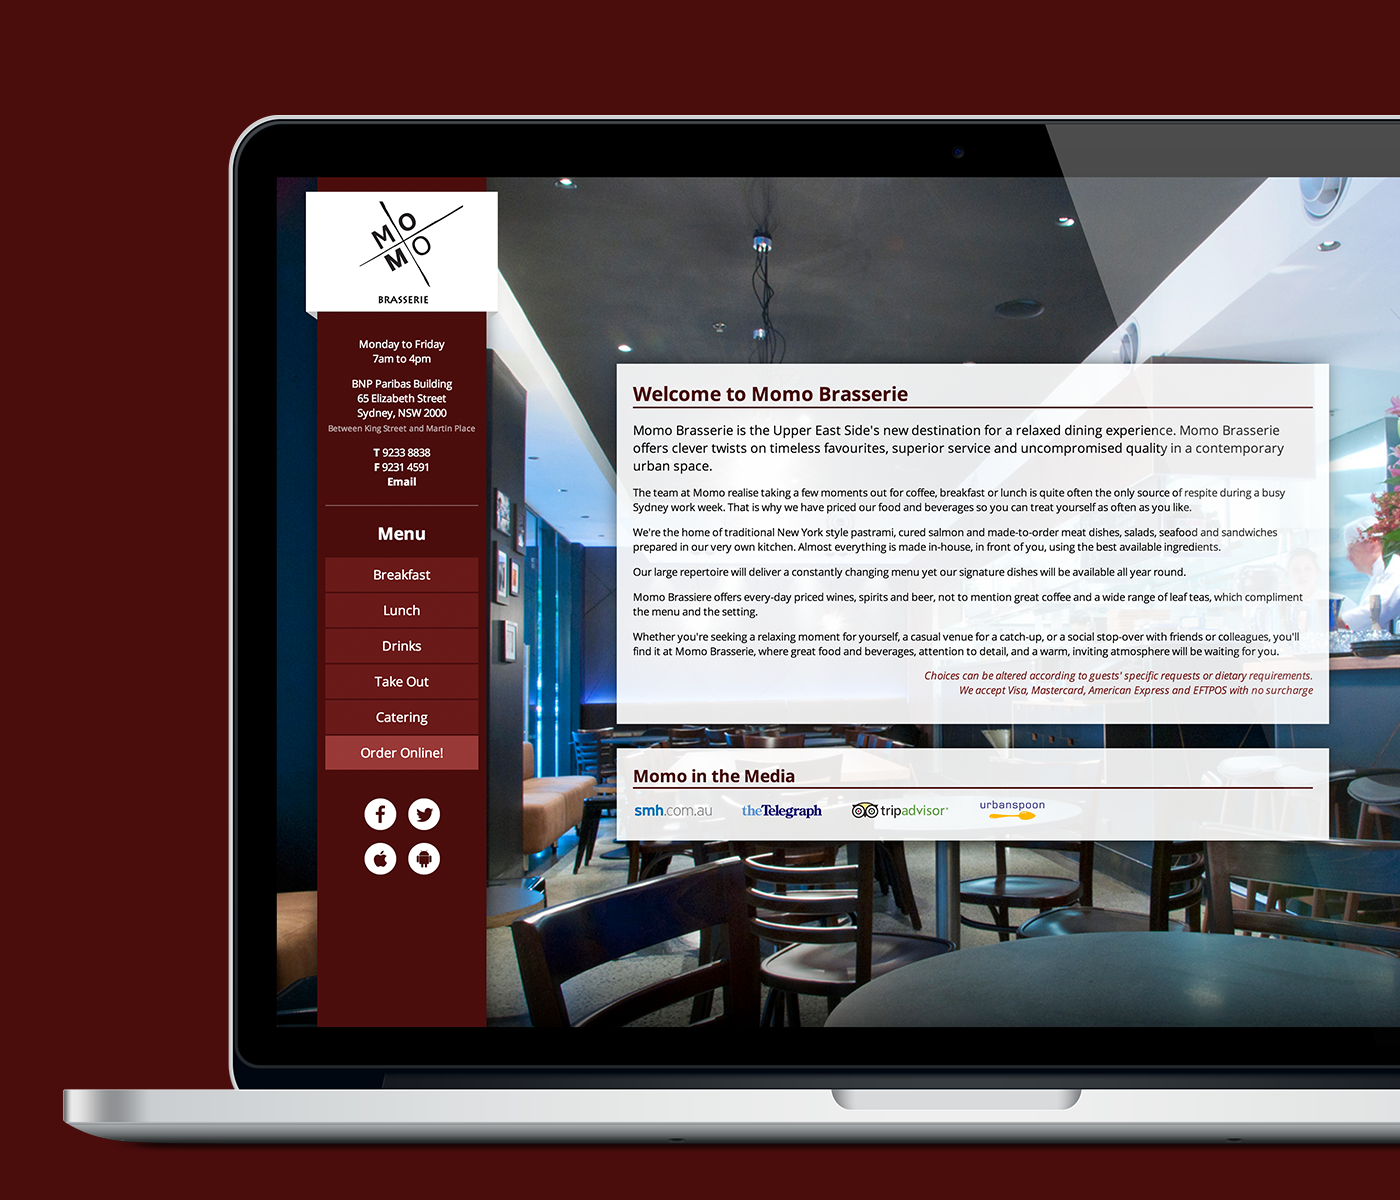 MO
MO
BRASSERIE
Monday to Friday
7am to 4pm
BNP Paribas Building
65 Elizabeth Street
Sydney, NSW 2000
Between King Street and Martin Place
T 9233 8838
F 9231 4591
Email
Menu
Breakfast
Lunch
Drinks
Take Out
Catering
Order Online!
Welcome to Momo Brasserie
Momo Brasserie is the Upper East Side's new destination for a relaxed dining experience. Momo Brasserie
offers clever twists on timeless favourites, superior service and uncompromised quality in a contemporary
urban space.
The team at Momo realise taking a few moments out for coffee, breakfast or lunch is quite often the only source of respite during a busy
Sydney work week. That is why we have priced our food and beverages so you can treat yourself as often as you like.
We're the home of traditional New York style pastrami, cured salmon and made-to-order meat dishes, salads, seafood and sandwiches
prepared in our very own kitchen. Almost everything is made in-house, in front of you, using the best available ingredients.
Our large repertoire will deliver a constantly changing menu yet our signature dishes will be available all year round.
Momo Brassiere offers every-day priced wines, spirits and beer, not to mention great coffee and a wide range of leaf teas, which compliment
the menu and the setting.
Whether you're seeking a relaxing moment for yourself, a casual venue for a catch-up, or a social stop-over with friends or colleagues, you'll
find it at Momo Brasserie, where great food and beverages, attention to detail, and a warm, inviting atmosphere will be waiting for you.
Choices can be altered according to guests' specific requests or dietary requirements.
We accept Visa, Mastercard, American Express and EFTPOS with no surcharge
Momo in the Media
smh.com.au theTelegraph tripadvisor urbanspoon